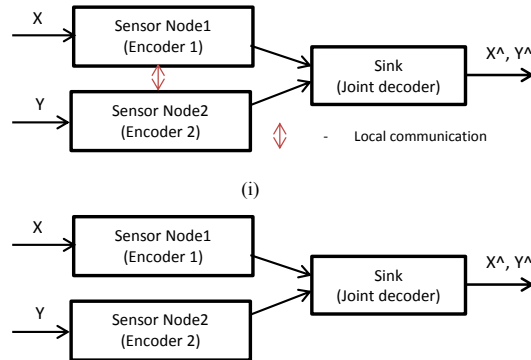 X
Sensor Node1
(Encoder 1)
Sink
(Joint decoder)
X^, Y^
Y
Sensor Node2
(Encoder 2)
- Local communication
(i)
X
Sensor Node1
(Encoder 1)
Sink
(Joint decoder)
X^, Y^
Y
Sensor Node2
(Encoder 2)